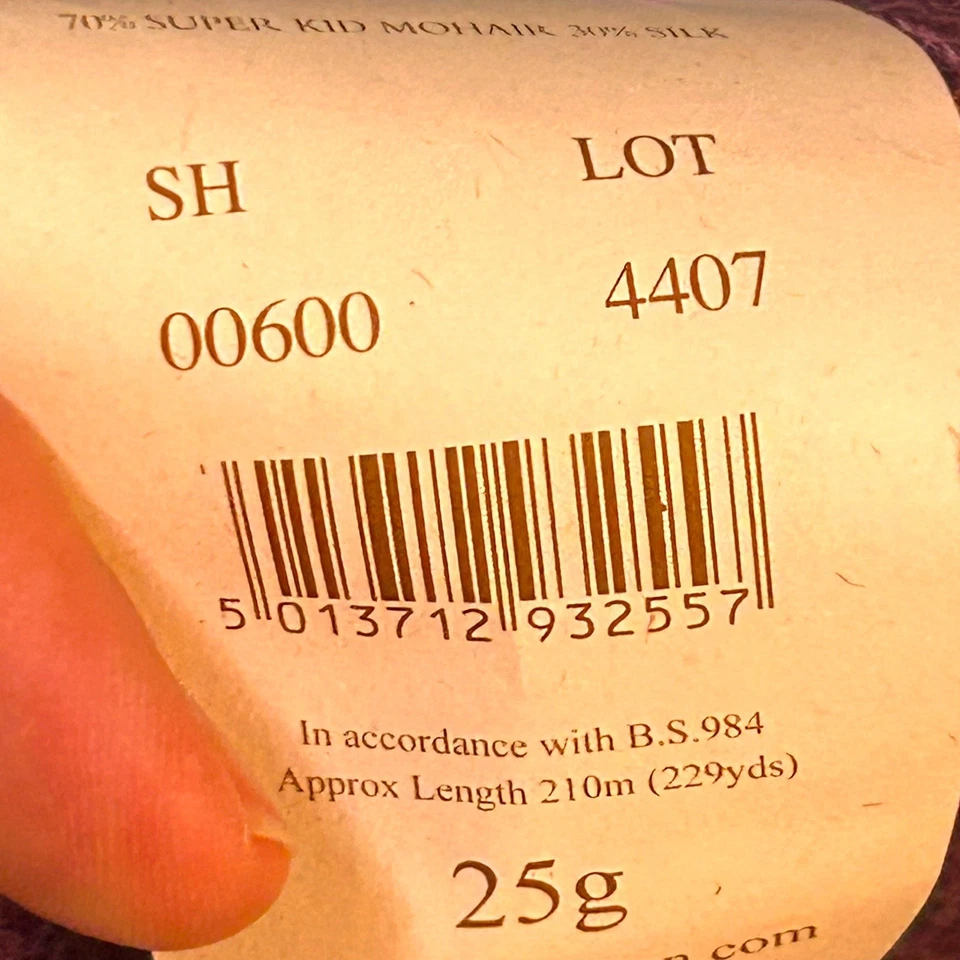 70% SUPER KID MOHAIR 30% SILK
SH LOT
00600 4407
5 013712 932557
In accordance with B.S.984
Approx Length 210m (229yds)
25g
com